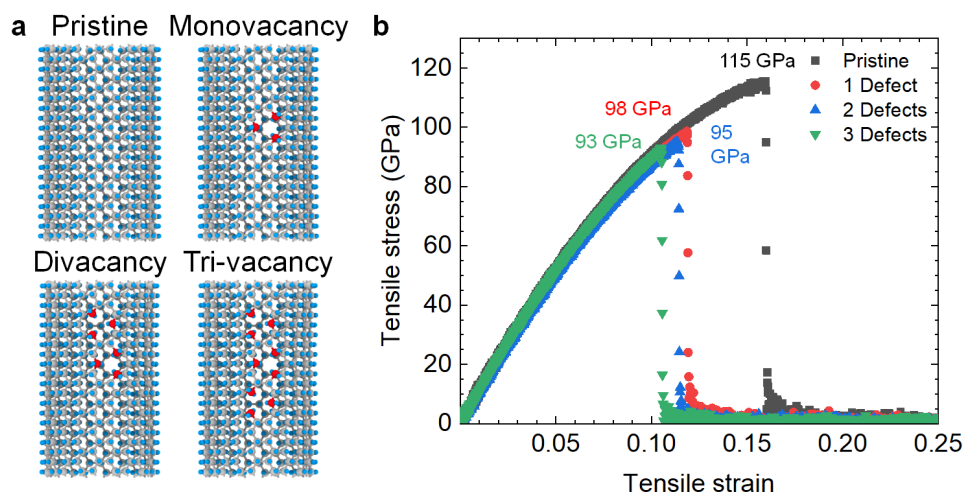 a
Pristine
Monovacancy
Divacancy
Tri-vacancy
b
Tensile stress (GPa)
120
100
80
60
40
20
0
115 GPa
98 GPa
93 GPa
95
GPa
Pristine
1 Defect
2 Defects
3 Defects
0.05
0.10
0.15
0.20
0.25
Tensile strain